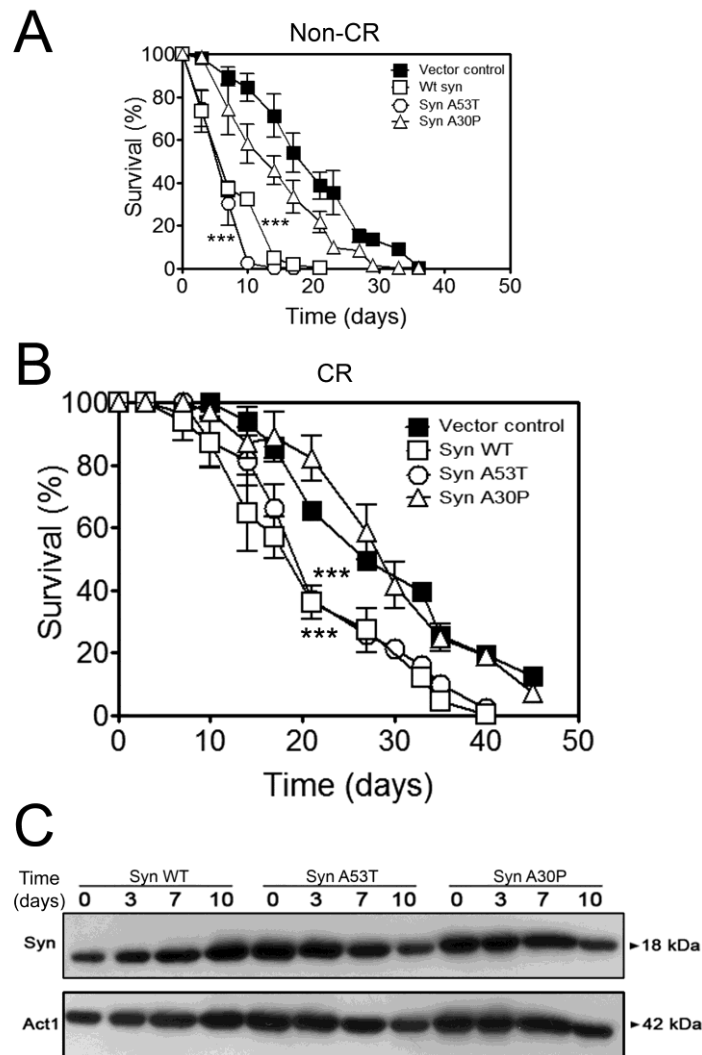 A
Non-CR
100
80
60
40
20
0
Survival (%)
Vector control
Wt syn
Syn A53T
Syn A30P
***
***
0 10 20 30 40 50
Time (days)
B
CR
100
80
60
40
20
0
Survival (%)
Vector control
Syn WT
Syn A53T
Syn A30P
***
***
0 10 20 30 40 50
Time (days)
C
Time (days)
Syn WT Syn A53T Syn A30P
0 3 7 10 0 3 7 10 0 3 7 10
Syn ►18 kDa
Act1 ►42 kDa